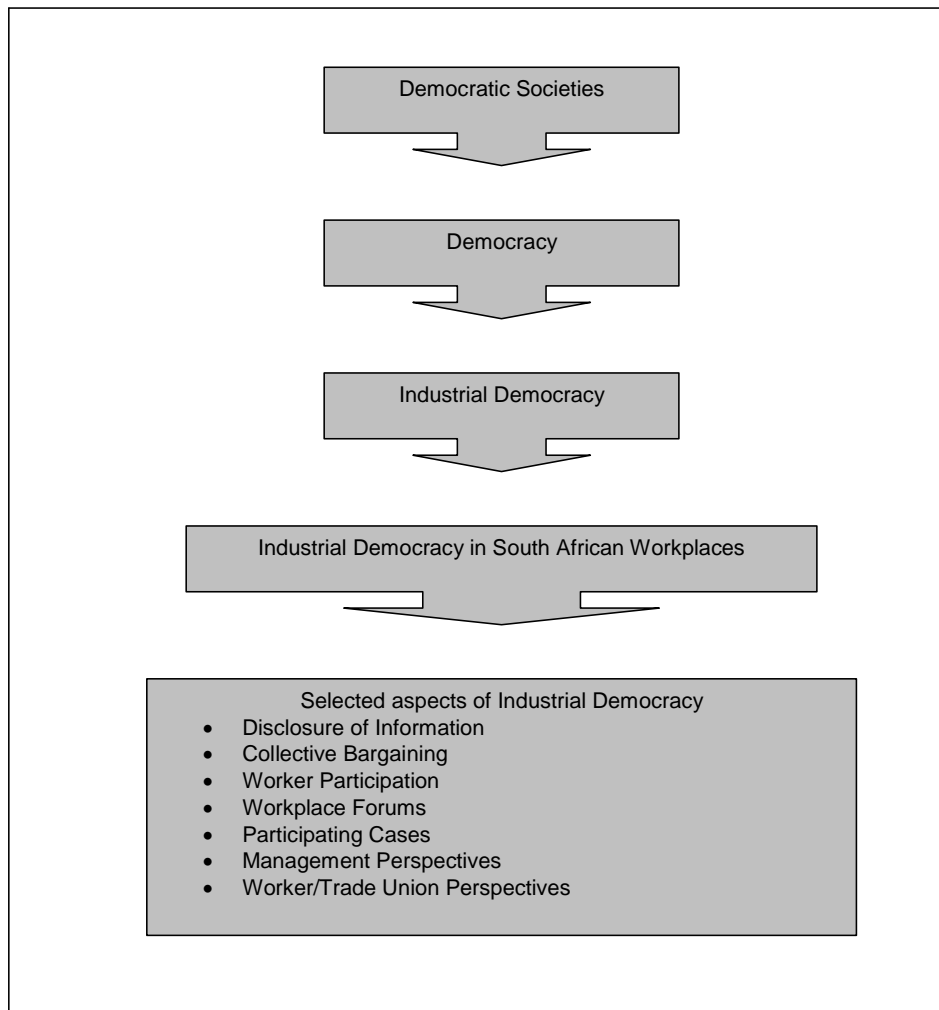 Democratic Societies
Democracy
Industrial Democracy
Industrial Democracy in South African Workplaces
Selected aspects of Industrial Democracy
• Disclosure of Information
• Collective Bargaining
• Worker Participation
• Workplace Forums
• Participating Cases
• Management Perspectives
• Worker/Trade Union Perspectives